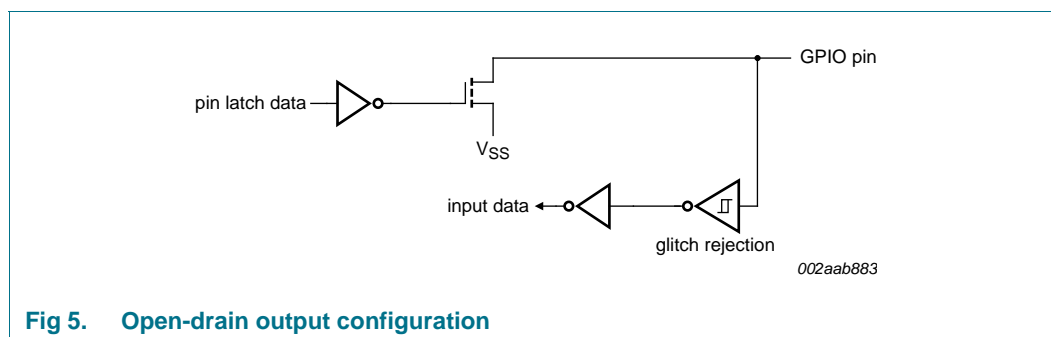 GPIO pin
pin latch data
VSS
input data
glitch rejection
002aab883
Fig 5. Open-drain output configuration